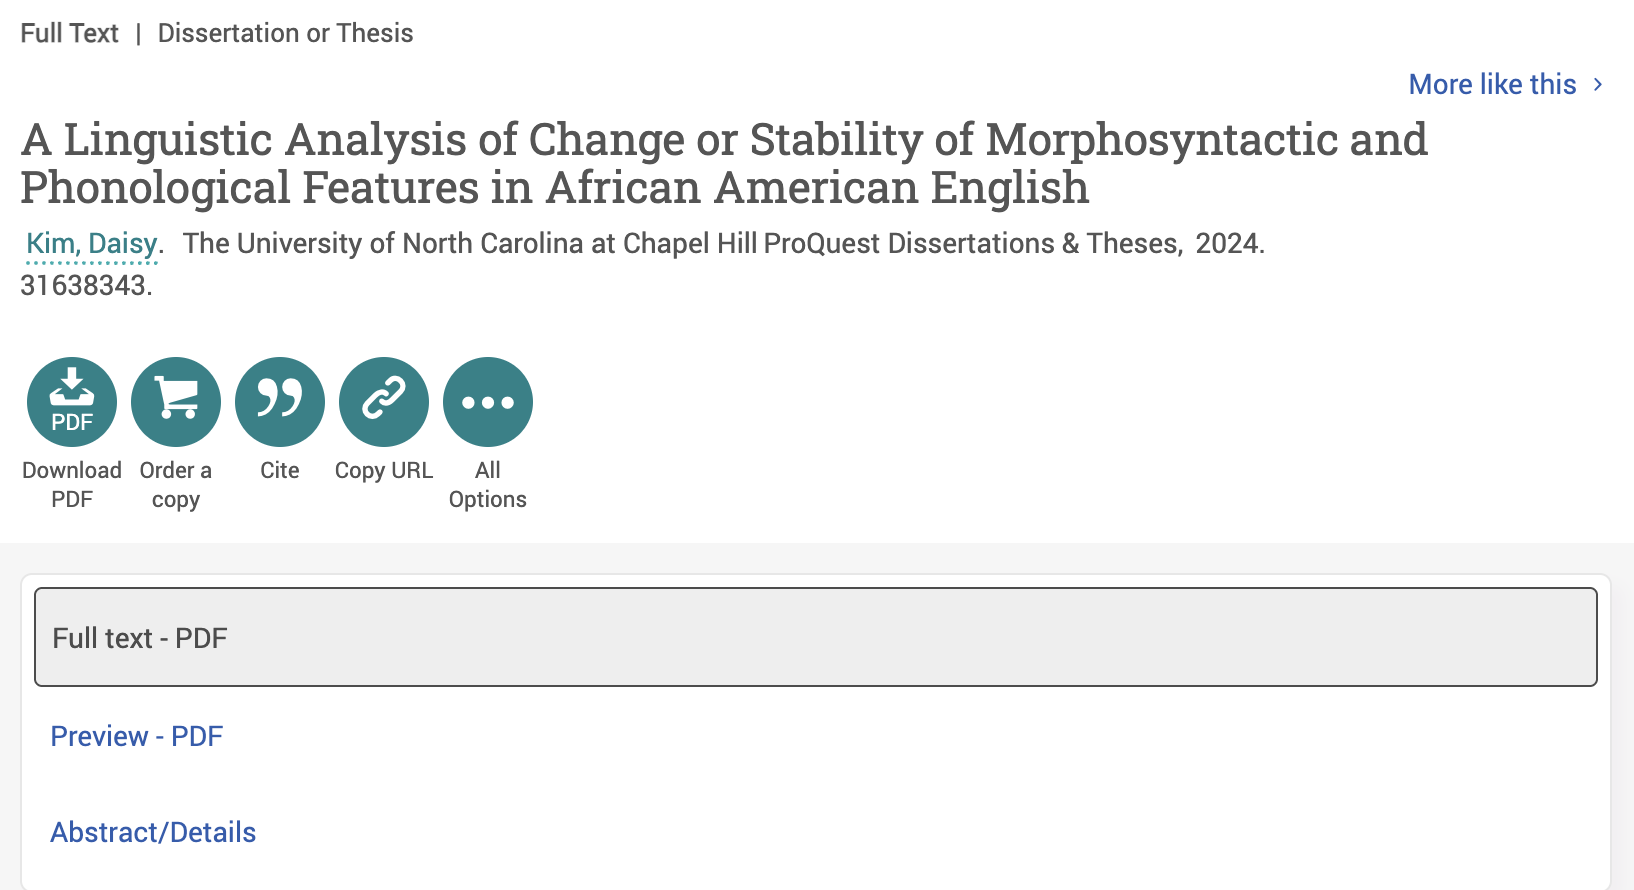 Full Text | Dissertation or Thesis
More like this
A Linguistic Analysis of Change or Stability of Morphosyntactic and
Phonological Features in African American English
Kim, Daisy. The University of North Carolina at Chapel Hill ProQuest Dissertations & Theses, 2024.
31638343.
PDF
Download PDF
Order a copy
Cite
Copy URL
All Options
Full text - PDF
Preview - PDF
Abstract/Details